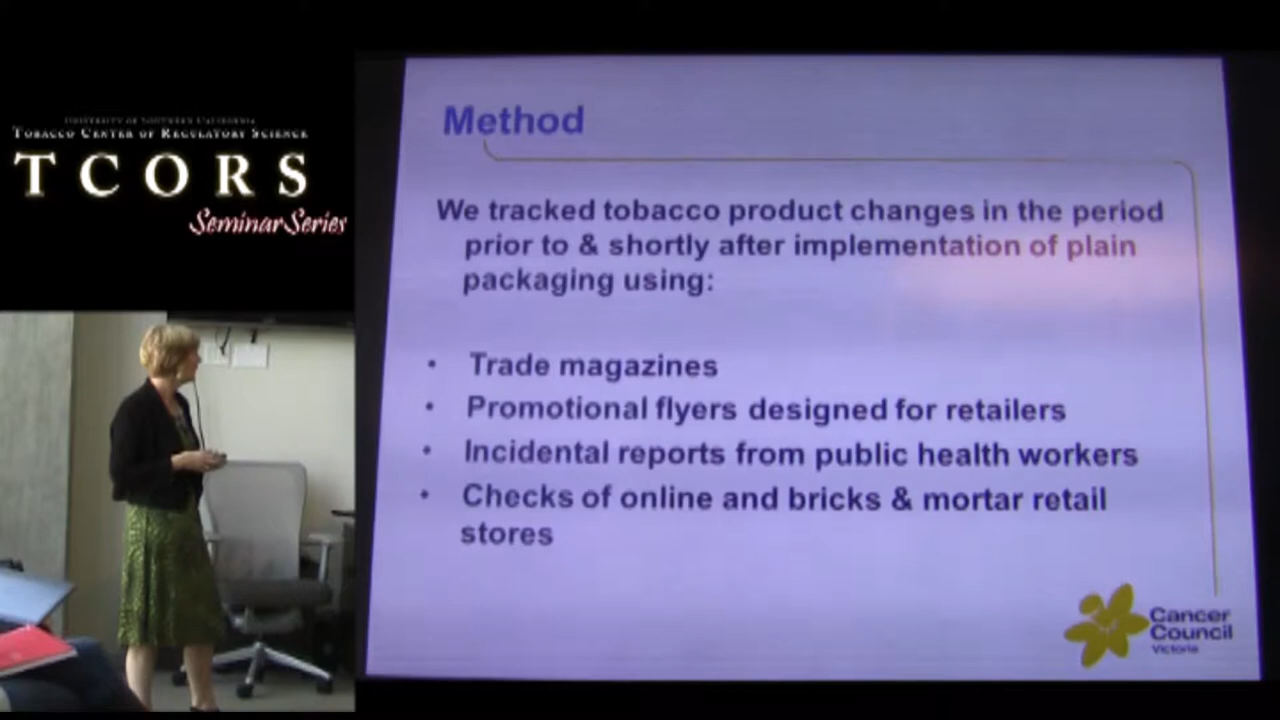 UNIVERSITY OF SOUTHERN CALIFORNIA
TOBACCO CENTER OF REGULATORY SCIENCE
TCORS
Seminar Series
Method
We tracked tobacco product changes in the period
prior to & shortly after implementation of plain
packaging using:
• Trade magazines
• Promotional flyers designed for retailers
• Incidental reports from public health workers
• Checks of online and bricks & mortar retail
stores
Cancer
Council
Victoria